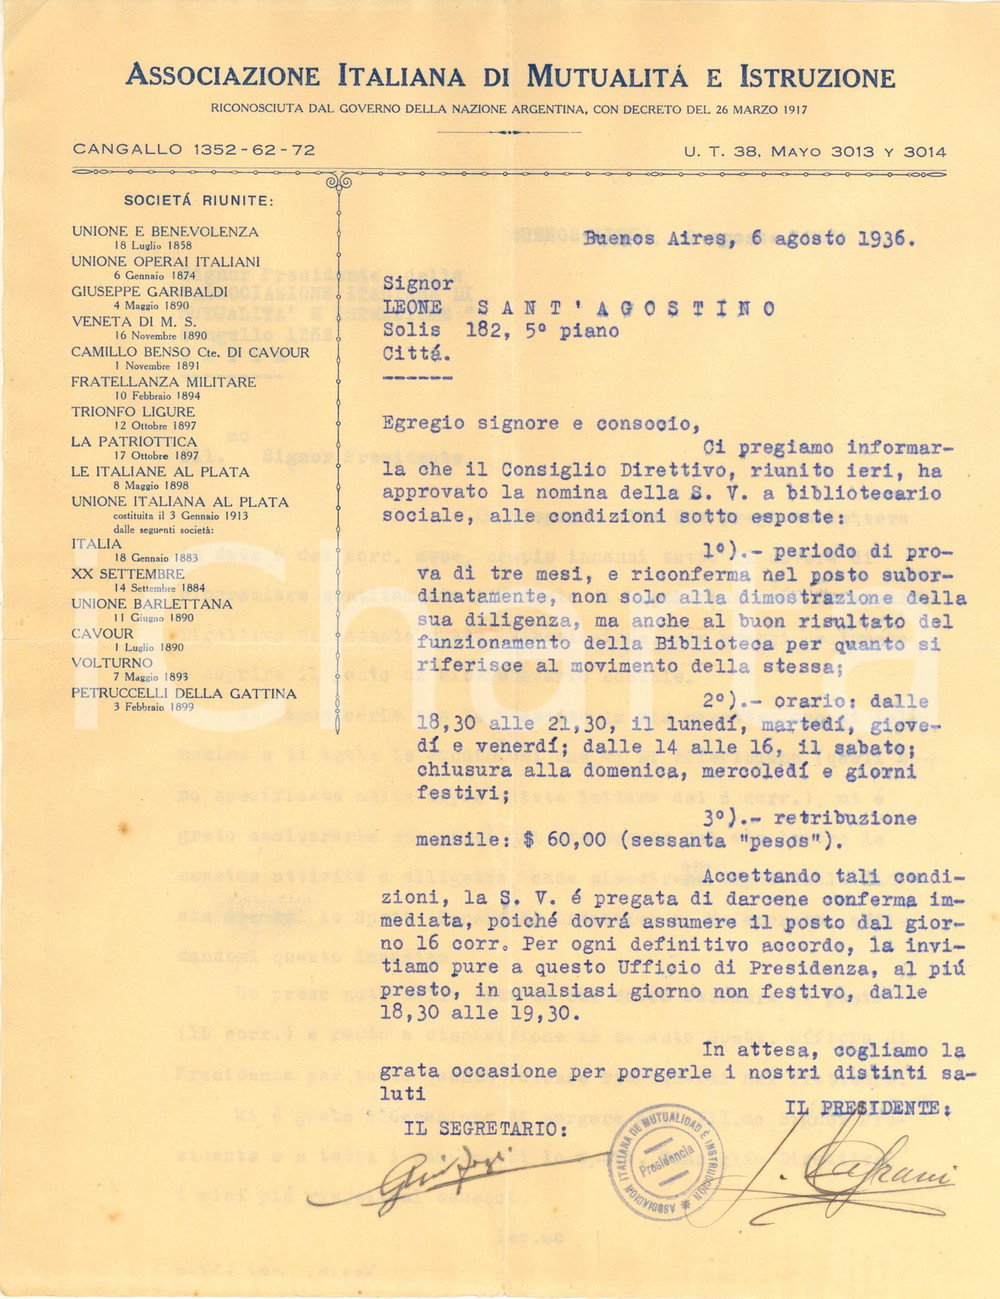 ASSOCIAZIONE ITALIANA DI MUTUALITÁ E ISTRUZIONE
RICONOSCIUTA DAL GOVERNO DELLA NAZIONE ARGENTINA, CON DECRETO DEL 26 MARZO 1917
CANGALLO 1352-62-72
U. T. 38, MAYO 3013 Y 3014
SOCIETÁ RIUNITE:
UNIONE E BENEVOLENZA
18 Luglio 1858
UNIONE OPERAI ITALIANI
6 Gennaio 1874
GIUSEPPE GARIBALDI
4 Maggio 1890
VENETA DI M. S.
16 Novembre 1890
CAMILLO BENSO Cte. DI CAVOUR
1 Novembre 1891
FRATELLANZA MILITARE
10 Febbraio 1894
TRIONFO LIGURE
12 Ottobre 1897
LA PATRIOTTICA
17 Ottobre 1897
LE ITALIANE AL PLATA
8 Maggio 1898
UNIONE ITALIANA AL PLATA
costituita il 3 Gennaio 1913
dalle seguenti società:
ITALIA
18 Gennaio 1883
XX SETTEMBRE
14 Settembre 1884
UNIONE BARLETTANA
11 Giugno 1890
CAVOUR
1 Luglio 1890
VOLTURNO
7 Maggio 1893
PETRUCCELLI DELLA GATTINA
3 Febbraio 1899
Buenos Aires, 6 agosto 1936.
Signor
LEONE S A N T ' A G O S T I N O
Solis 182, 5º piano
Cittá.
Egregio signore e consocio,
Ci pregiamo informar-
la che il Consiglio Direttivo, riunito ieri, ha
approvato la nomina della S. V. a bibliotecario
sociale, alle condizioni sotto esposte:
1º).- periodo di pro-
va di tre mesi, e riconferma nel posto subor-
dinatamente, non solo alla dimostrazione della
sua diligenza, ma anche al buon risultato del
funzionamento della Biblioteca per quanto si
riferisce al movimento della stessa;
2º).- orario: dalle
18,30 alle 21,30, il lunedí, martedí, giove-
dí e venerdí; dalle 14 alle 16, il sabato;
chiusura alla domenica, mercoledí e giorni
festivi;
3º).- retribuzione
mensile: $ 60,00 (sessanta "pesos").
Accettando tali condi-
zioni, la S. V. é pregata di darcene conferma im-
mediata, poiché dovrá assumere il posto dal gior-
no 16 corr. Per ogni definitivo accordo, la invi-
tiamo pure a questo Ufficio di Presidenza, al piú
presto, in qualsiasi giorno non festivo, dalle
18,30 alle 19,30.
In attesa, cogliamo la
grata occasione per porgerle i nostri distinti sa-
luti
IL PRESIDENTE:
IL SEGRETARIO:
ASOCIACION ITALIANA DE MUTUALIDAD É INSTRUCCIÓN
Presidencia